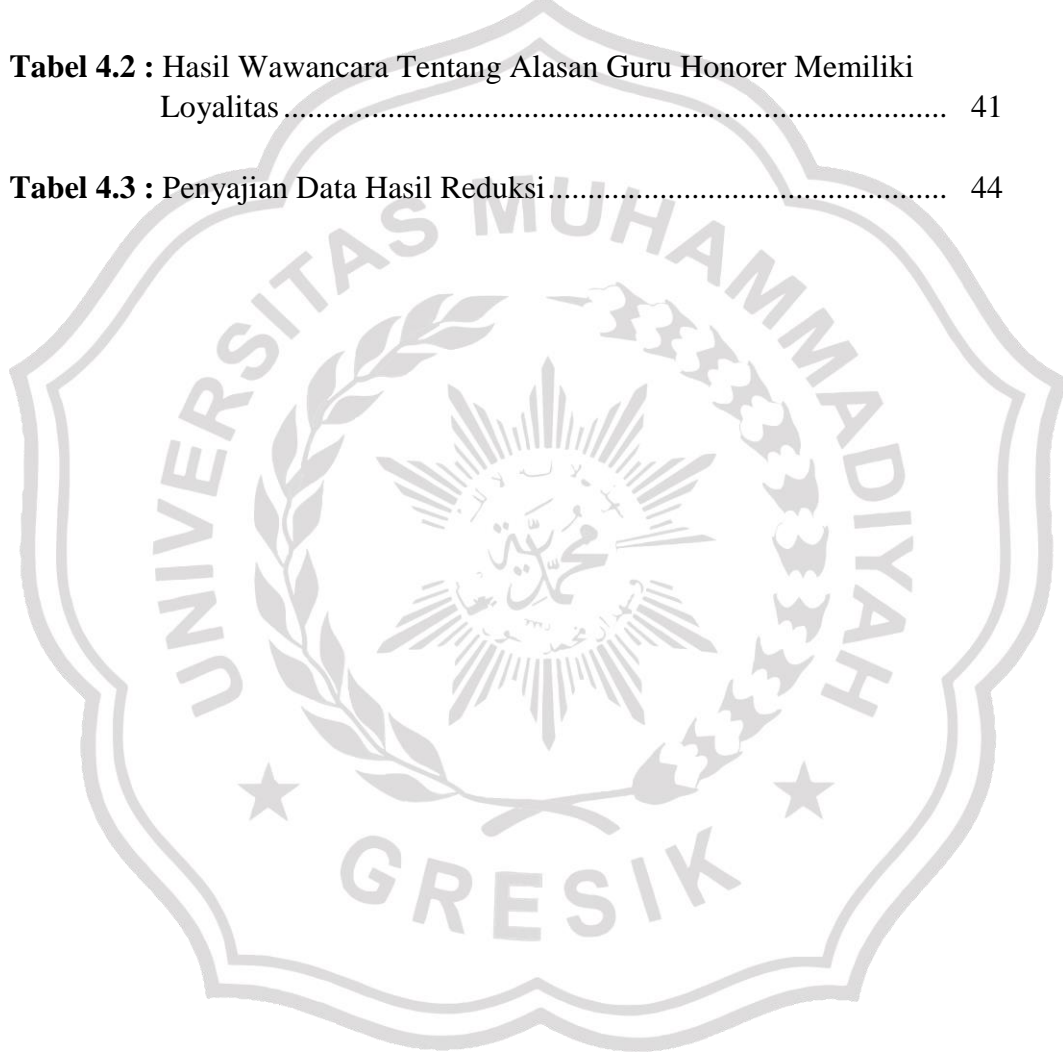 Tabel 4.2 : Hasil Wawancara Tentang Alasan Guru Honorer Memiliki
Loyalitas ........................................................................... 41
Tabel 4.3 : Penyajian Data Hasil Reduksi ............................................. 44
UNIVERSITAS MUHAMMADIYAH
GRESIK